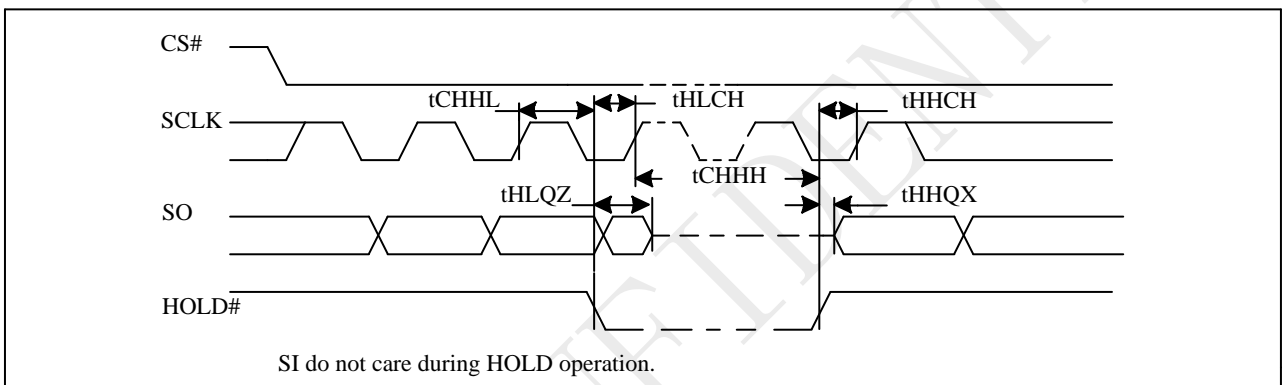 CS#
tCHHL
tHLCH
tHHCH
SCLK
tCHHH
tHLQZ
tHHQX
SO
HOLD#
SI do not care during HOLD operation.